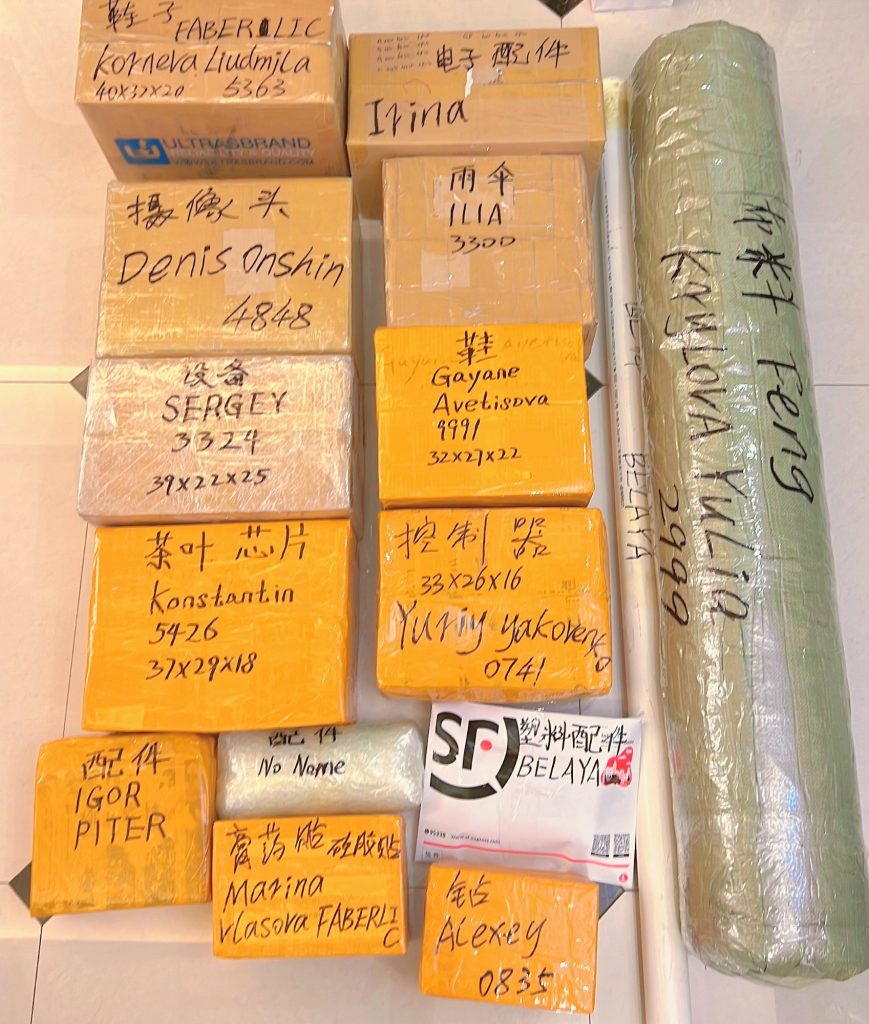 鞋子
FABERLIC
Korneva Liudmila
40x32x20 5363
ULTRASBRAND
电子配件
Irina
摄像头
Denis Onshin
4848
雨伞
ILIA
3300
设备
SERGEY
3324
39x22x25
鞋
Gayane
Avetisova
9991
32x27x22
茶叶 芯片
Konstantin
5426
37x29x18
控制器
33x26x16
Yuriy yakovenko
0741
配件
IGOR
PITER
配件
No Name
SF
塑料配件
BELAYA
膏药贴 硅胶贴
Marina
Vlasova FABERLIC
钻
Alexey
0835
BELAYA
布料 Feng
KRYLOVA YULIA
2999